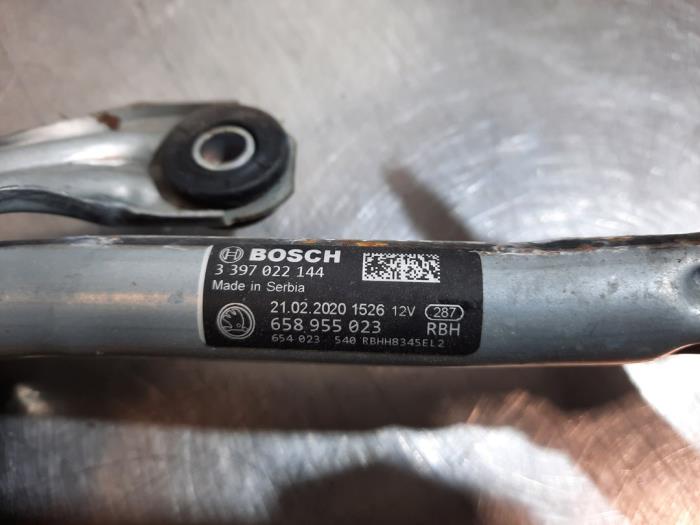 BOSCH
3 397 022 144
Made in Serbia
21.02.2020 1526 12V 287
658 955 023 RBH
654 023 540 RBHH8345EL2